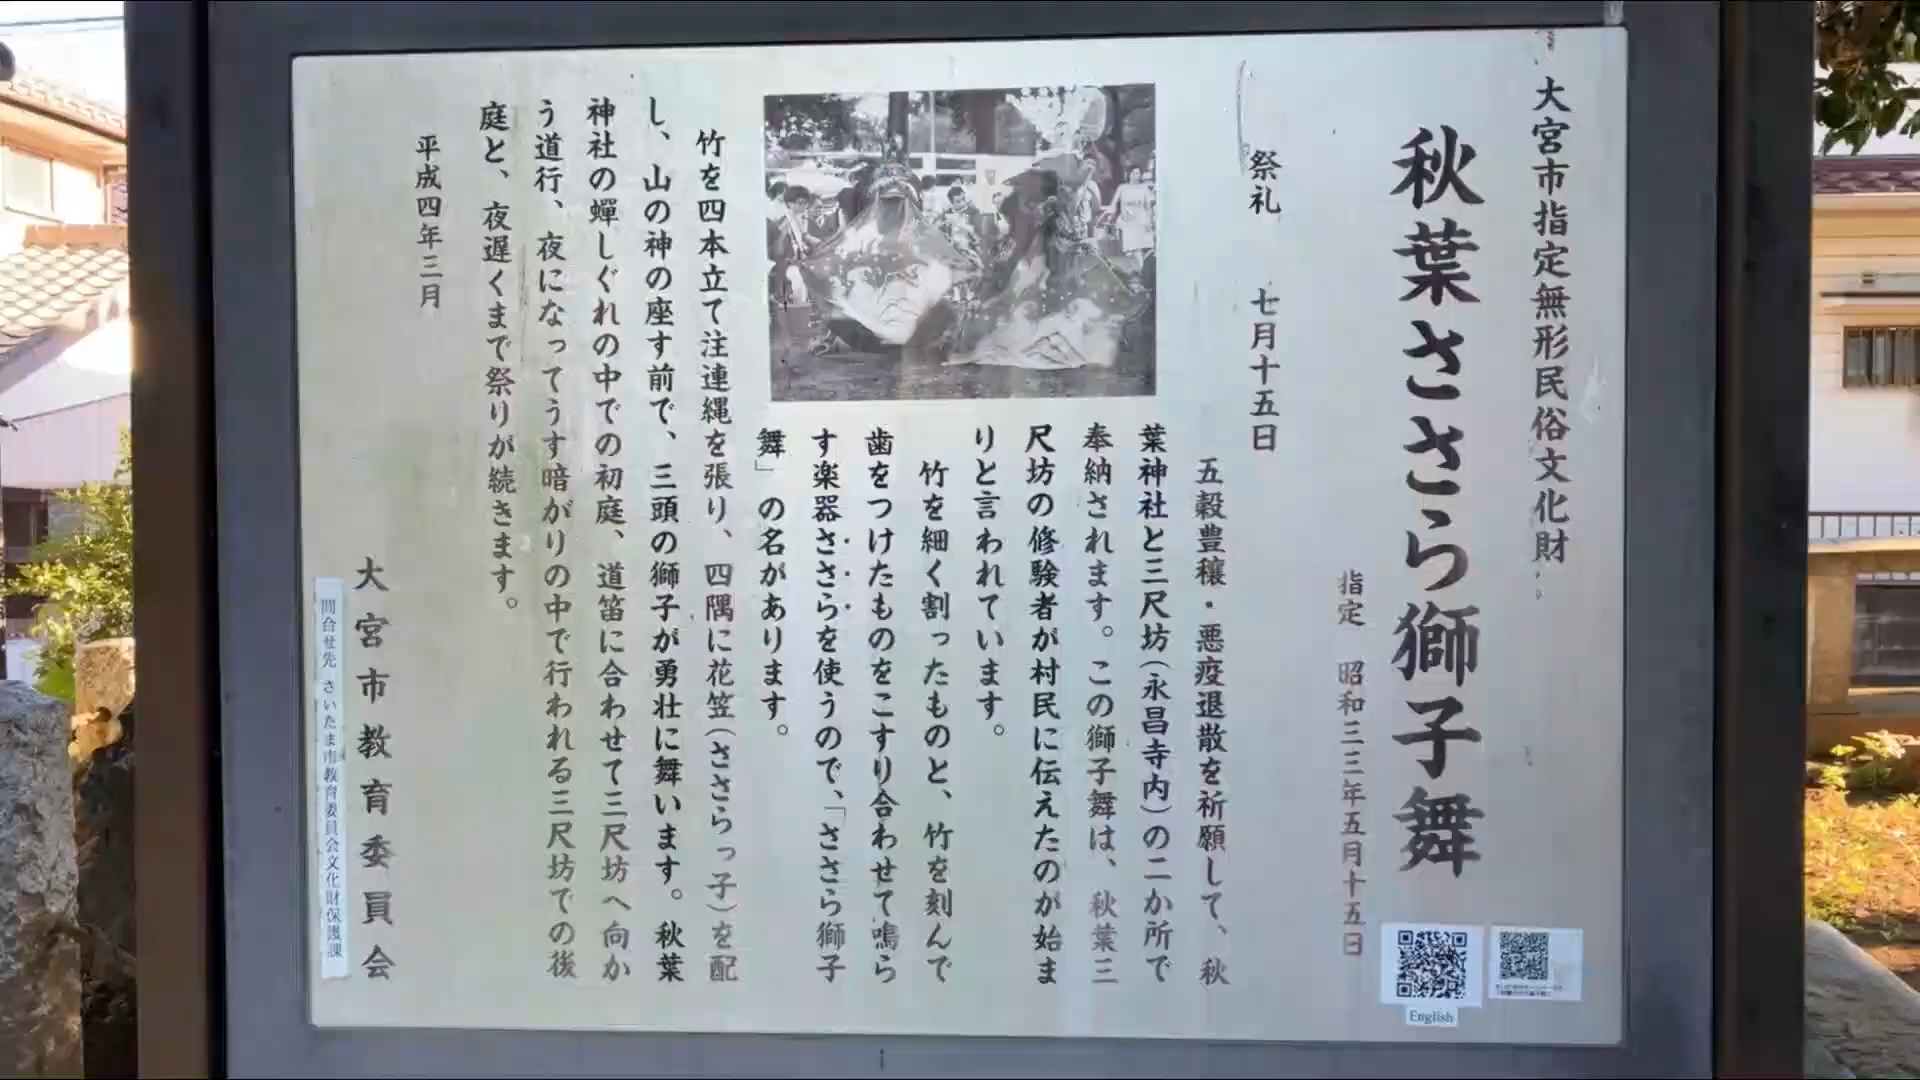 大宮市指定無形民俗文化財
秋葉ささら獅子舞
指定 昭和三三年五月十五日
祭礼 七月十五日
五穀豊穣・悪疫退散を祈願して、秋
葉神社と三尺坊(永昌寺内)の二か所で
奉納されます。この獅子舞は、秋葉三
尺坊の修験者が村民に伝えたのが始ま
りと言われています。
竹を細く割ったものと、竹を刻んで
歯をつけたものをこすり合わせて鳴ら
す楽器ささらを使うので、「ささら獅子
舞」の名があります。
竹を四本立て注連縄を張り、四隅に花笠(ささらっ子)を配
し、山の神の座す前で、三頭の獅子が勇壮に舞います。秋葉
神社の蟬しぐれの中での初庭、道笛に合わせて三尺坊へ向か
う道行、夜になってうす暗がりの中で行われる三尺坊での後
庭と、夜遅くまで祭りが続きます。
平成四年三月
大宮市教育委員会
問合せ先 さいたま市教育委員会文化財保護課
English